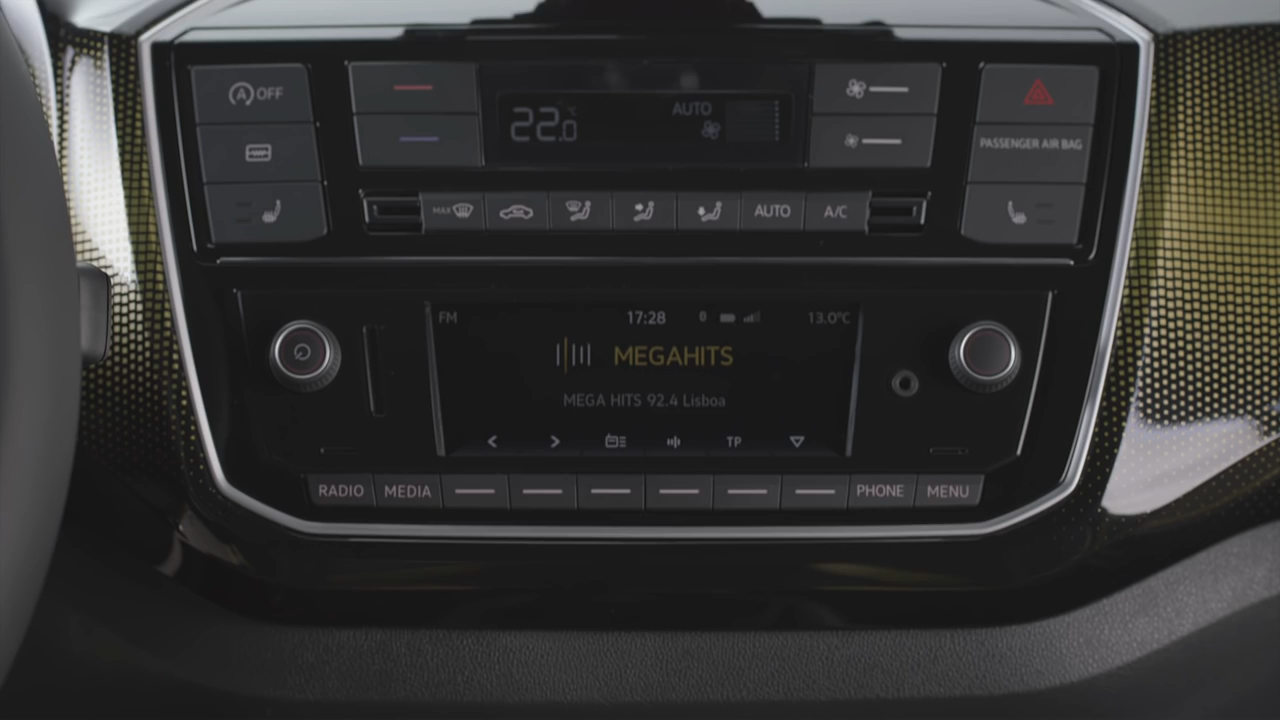 A OFF
22.0 °C
AUTO
PASSENGER AIR BAG
MAX
AUTO
A/C
FM
17:28
13.0°C
MEGAHITS
MEGA HITS 92.4 Lisboa
TP
RADIO
MEDIA
PHONE
MENU